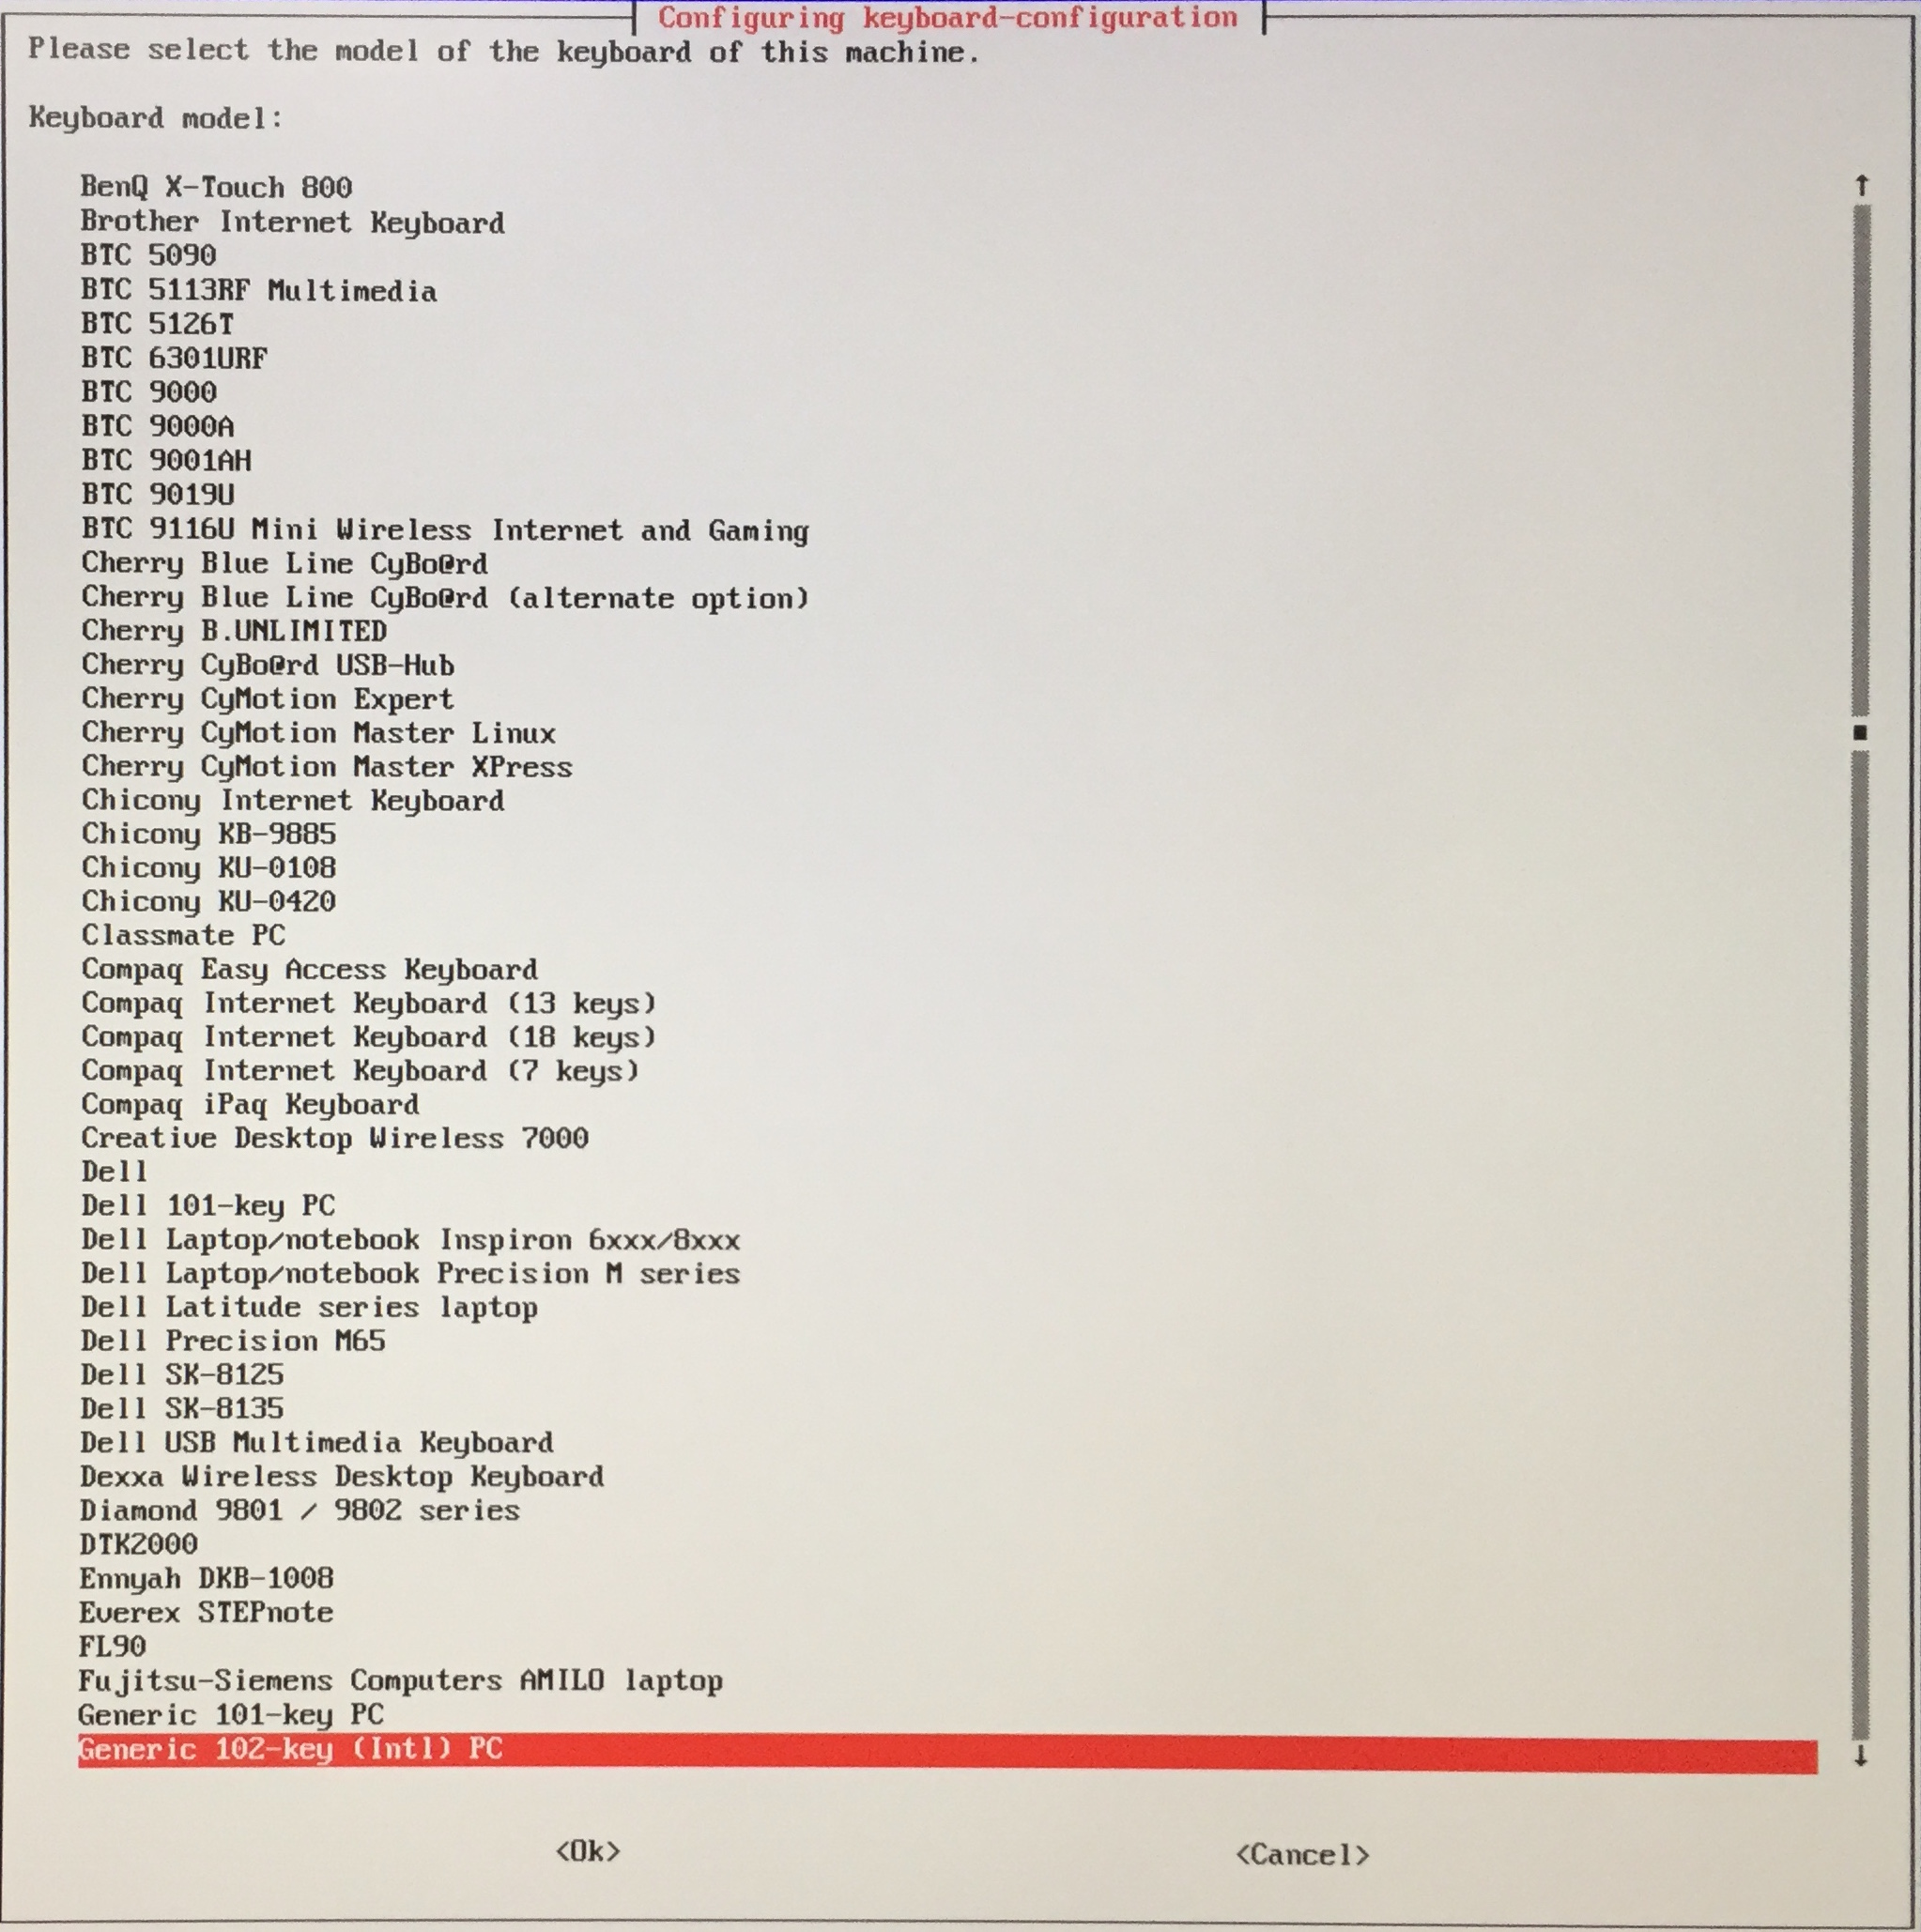 Configuring keyboard-configuration
Please select the model of the keyboard of this machine.
Keyboard model:
BenQ X-Touch 800
Brother Internet Keyboard
BTC 5090
BTC 5113RF Multimedia
BTC 5126T
BTC 6301URF
BTC 9000
BTC 9000A
BTC 9001AH
BTC 9019U
BTC 9116U Mini Wireless Internet and Gaming
Cherry Blue Line CyBo@rd
Cherry Blue Line CyBo@rd (alternate option)
Cherry B.UNLIMITED
Cherry CyBo@rd USB-Hub
Cherry CyMotion Expert
Cherry CyMotion Master Linux
Cherry CyMotion Master XPress
Chicony Internet Keyboard
Chicony KB-9885
Chicony KU-0108
Chicony KU-0420
Classmate PC
Compaq Easy Access Keyboard
Compaq Internet Keyboard (13 keys)
Compaq Internet Keyboard (18 keys)
Compaq Internet Keyboard (7 keys)
Compaq iPaq Keyboard
Creative Desktop Wireless 7000
Dell
Dell 101-key PC
Dell Laptop/notebook Inspiron 6xxx/8xxx
Dell Laptop/notebook Precision M series
Dell Latitude series laptop
Dell Precision M65
Dell SK-8125
Dell SK-8135
Dell USB Multimedia Keyboard
Dexxa Wireless Desktop Keyboard
Diamond 9801 / 9802 series
DTK2000
Ennyah DKB-1008
Everex STEPnote
FL90
Fujitsu-Siemens Computers AMILO laptop
Generic 101-key PC
Generic 102-key (Intl) PC
<Ok> <Cancel>